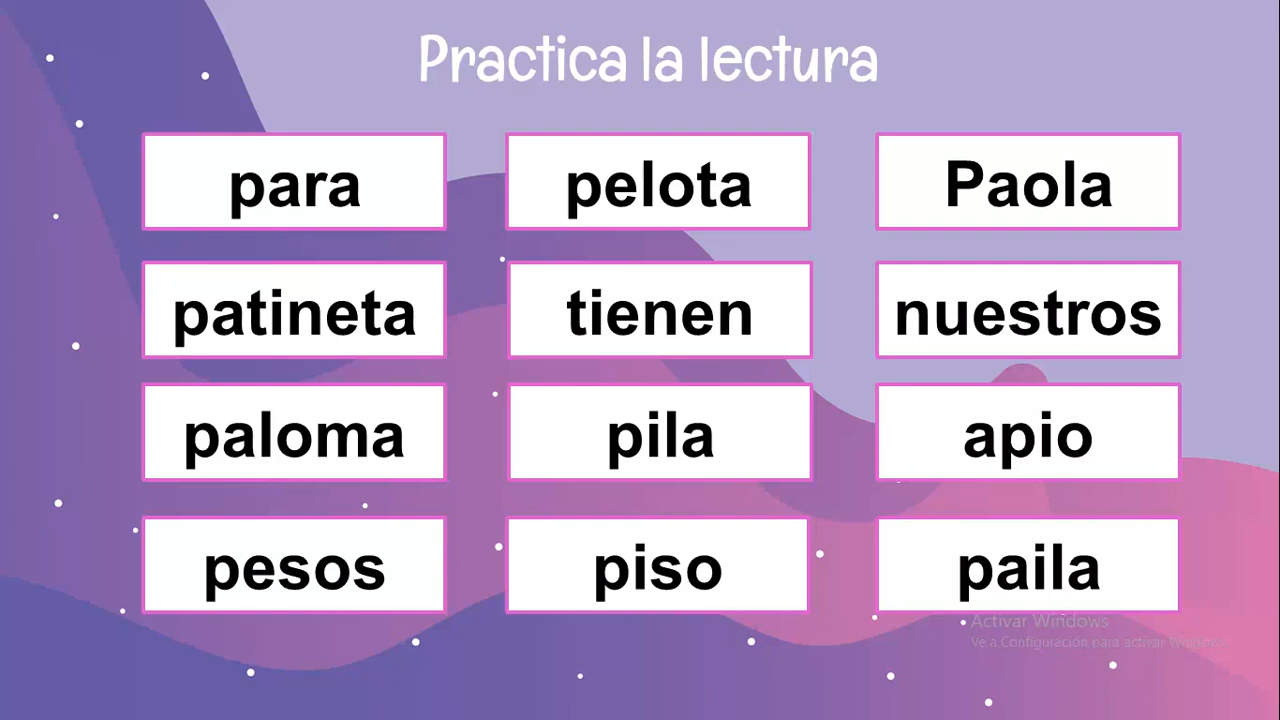 Practica la lectura
para pelota Paola
patineta tienen nuestros
paloma pila apio
pesos piso paila
Activar Windows
Ve a Configuración para activar Windows.